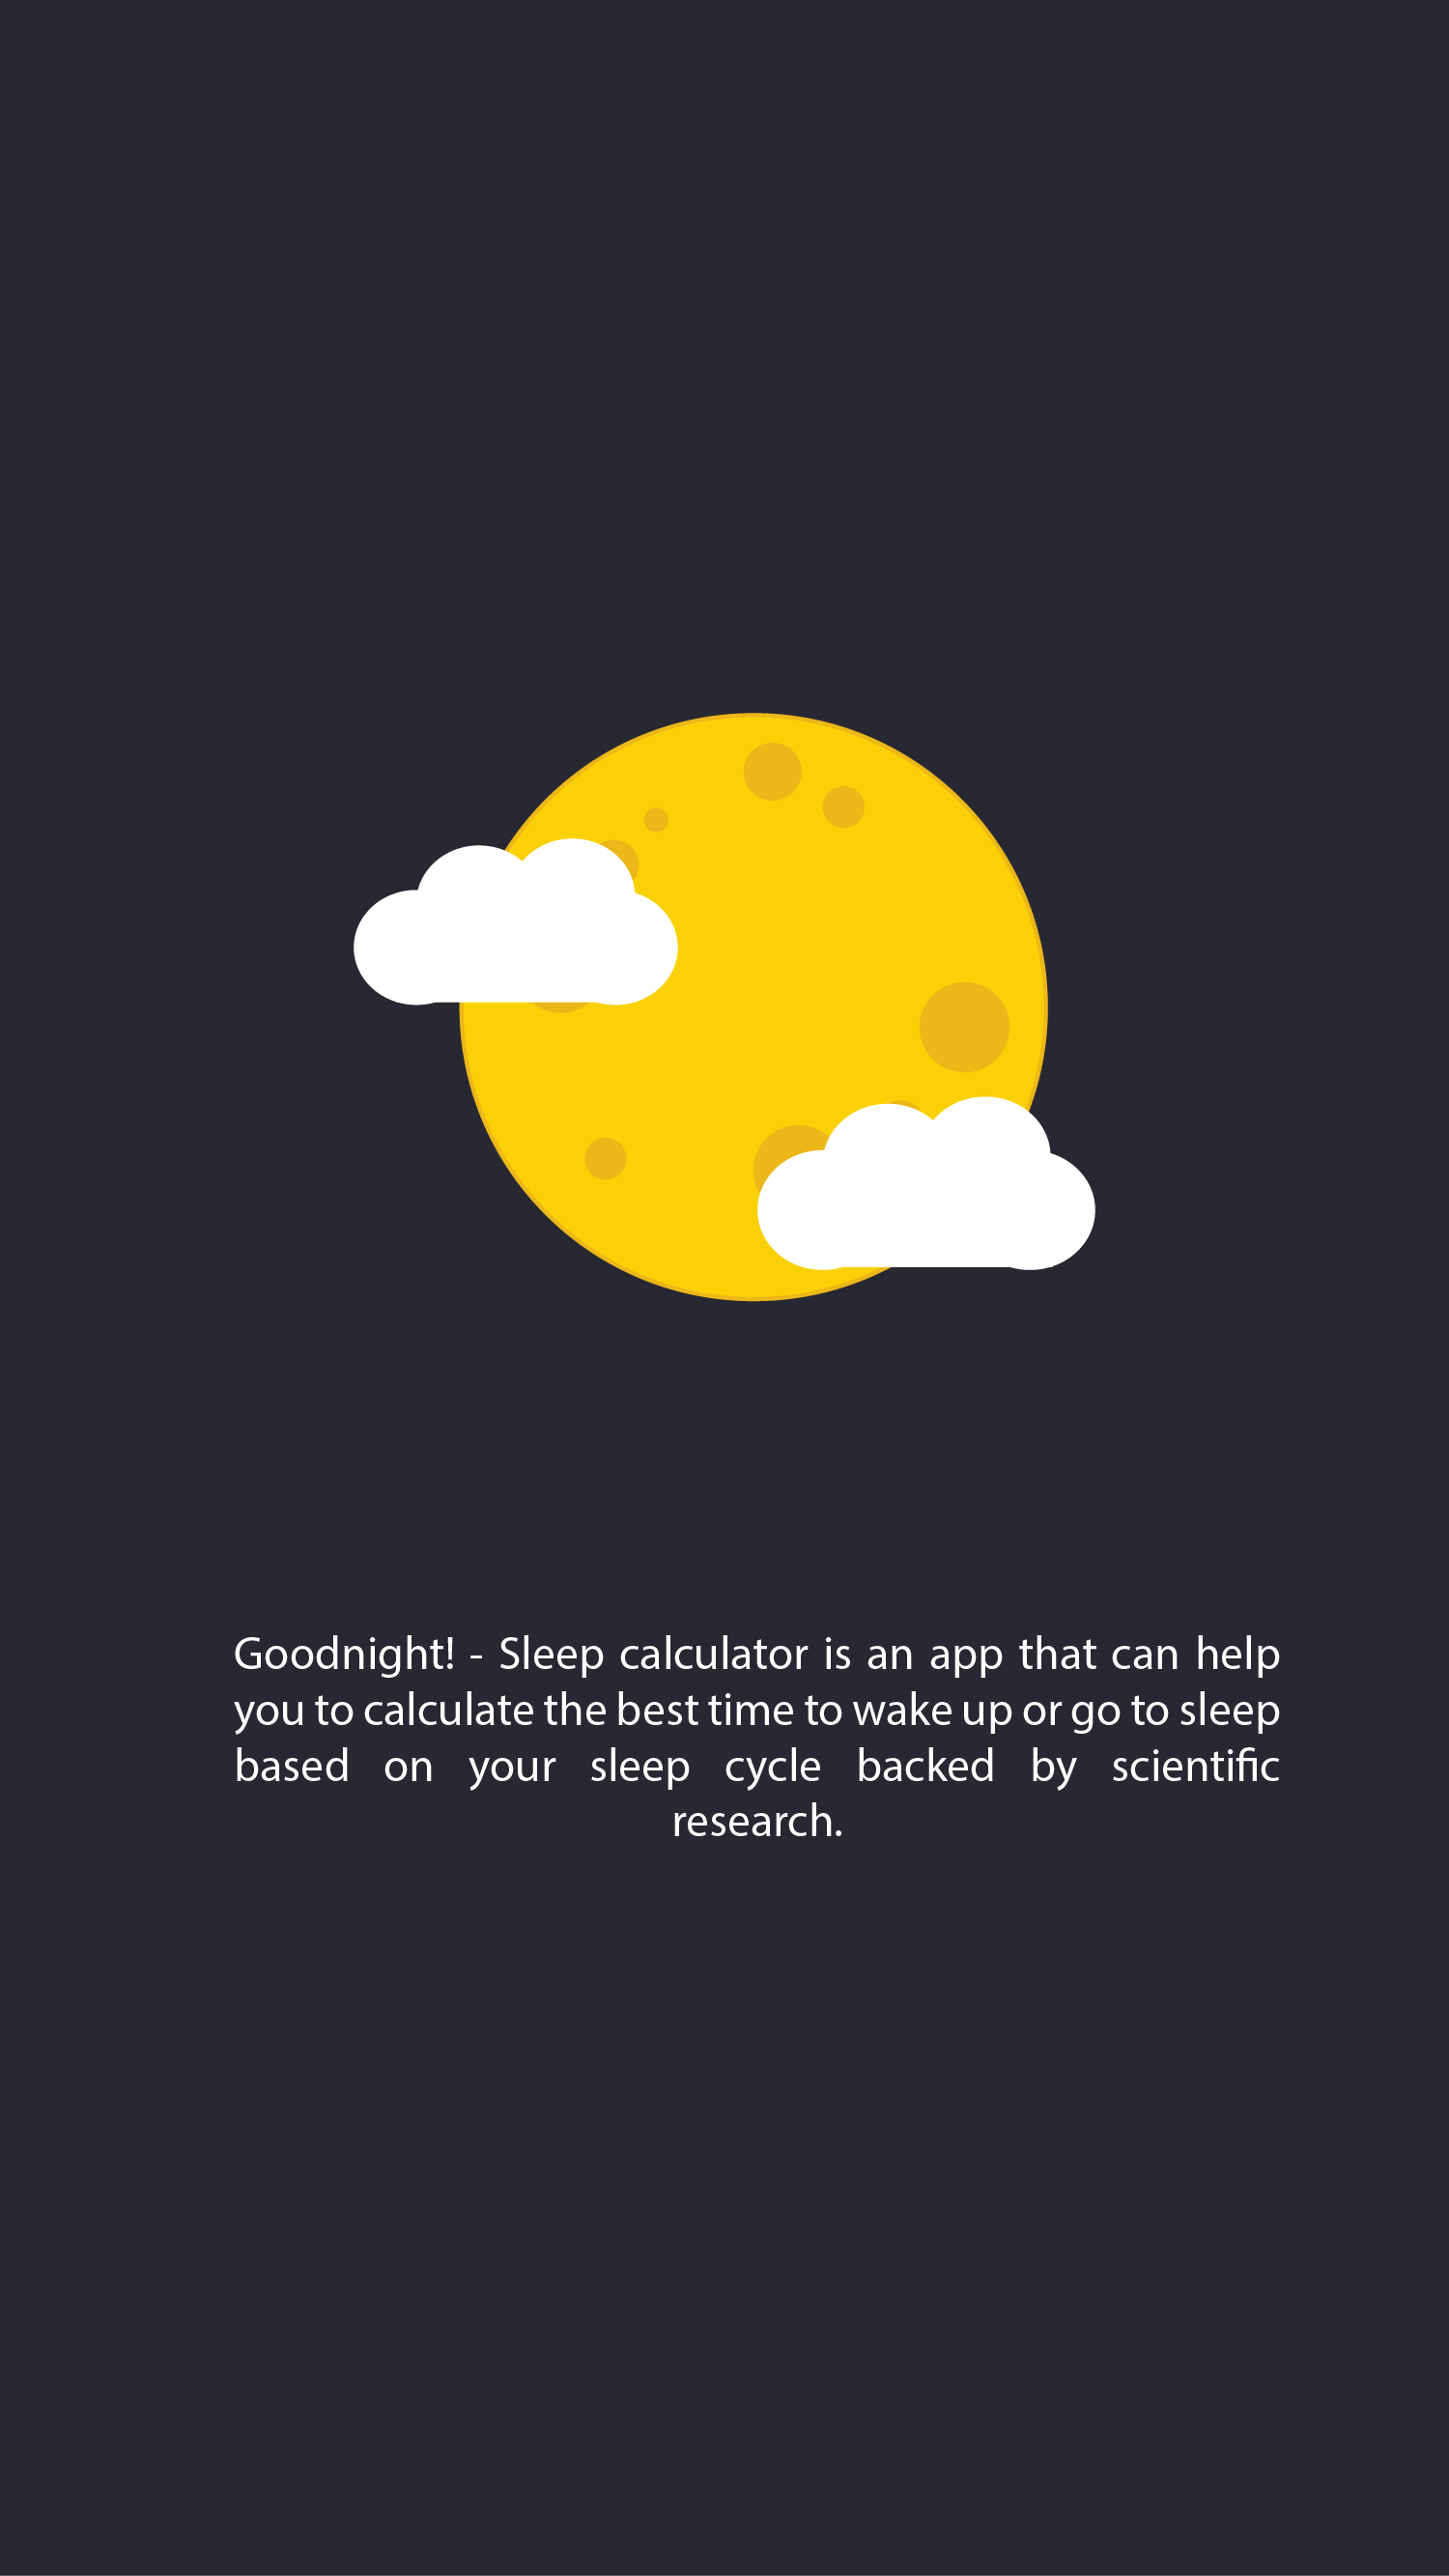 Goodnight! - Sleep calculator is an app that can help
you to calculate the best time to wake up or go to sleep
based on your sleep cycle backed by scientific
research.